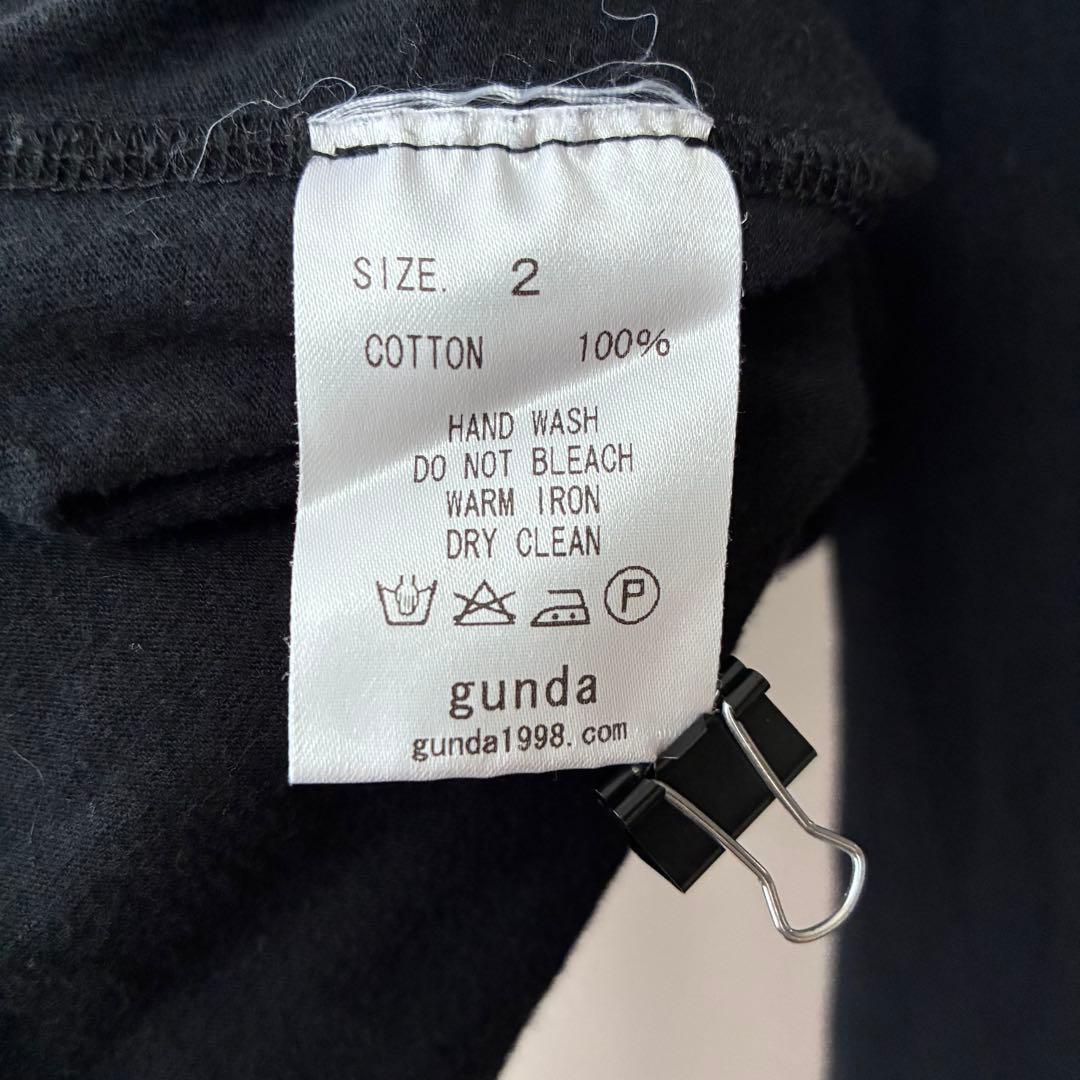 SIZE. 2
COTTON 100%
HAND WASH
DO NOT BLEACH
WARM IRON
DRY CLEAN
P
gunda
gunda1998.com